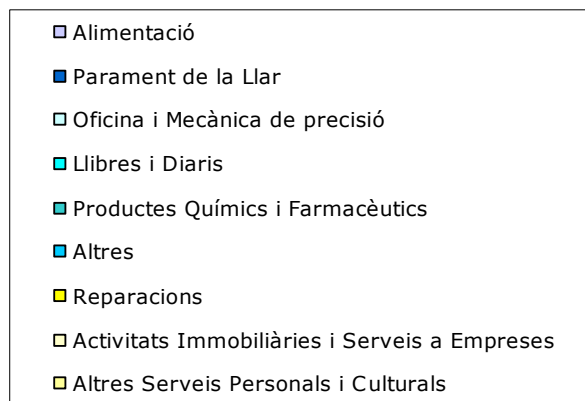 Alimentació
Parament de la Llar
Oficina i Mecànica de precisió
Llibres i Diaris
Productes Químics i Farmacèutics
Altres
Reparacions
Activitats Immobiliàries i Serveis a Empreses
Altres Serveis Personals i Culturals